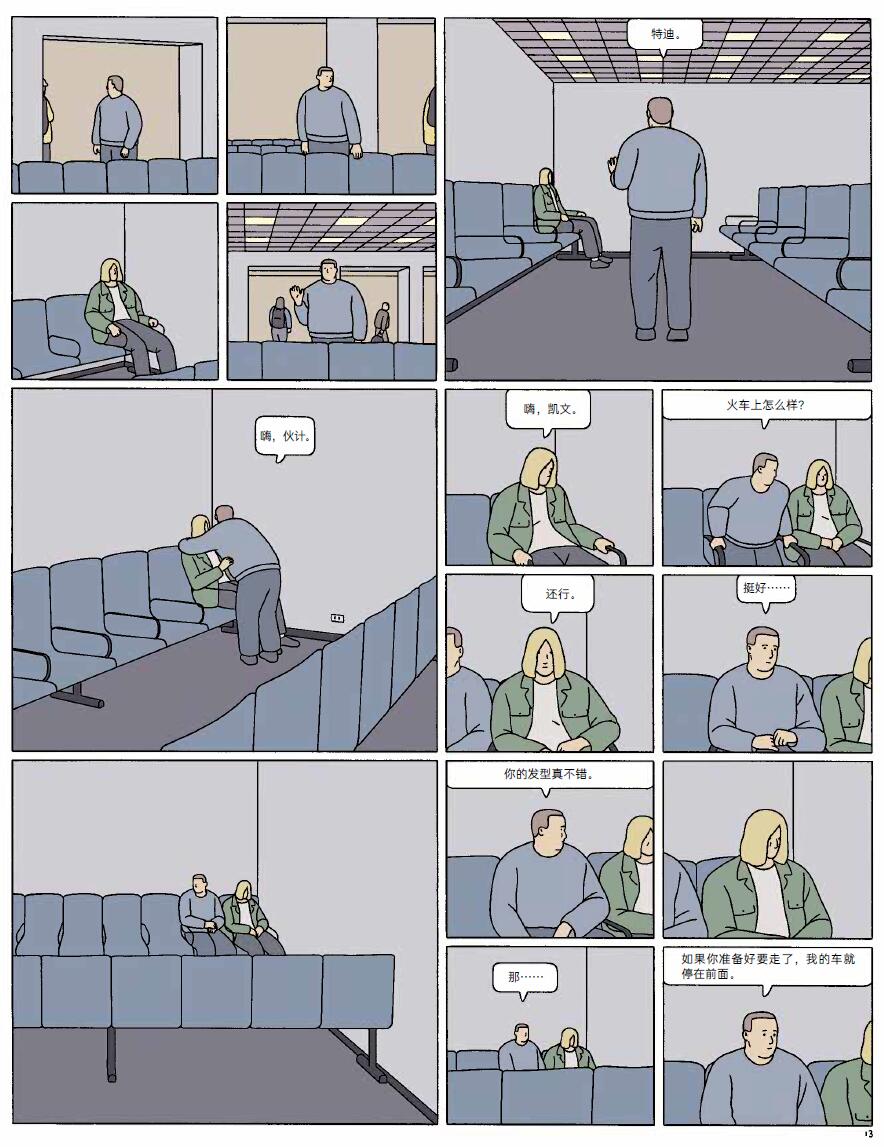 特迪。
嗨，伙计。
嗨，凯文。
火车上怎么样？
还行。
挺好……
你的发型真不错。
那……
如果你准备好要走了，我的车就
停在前面。
13